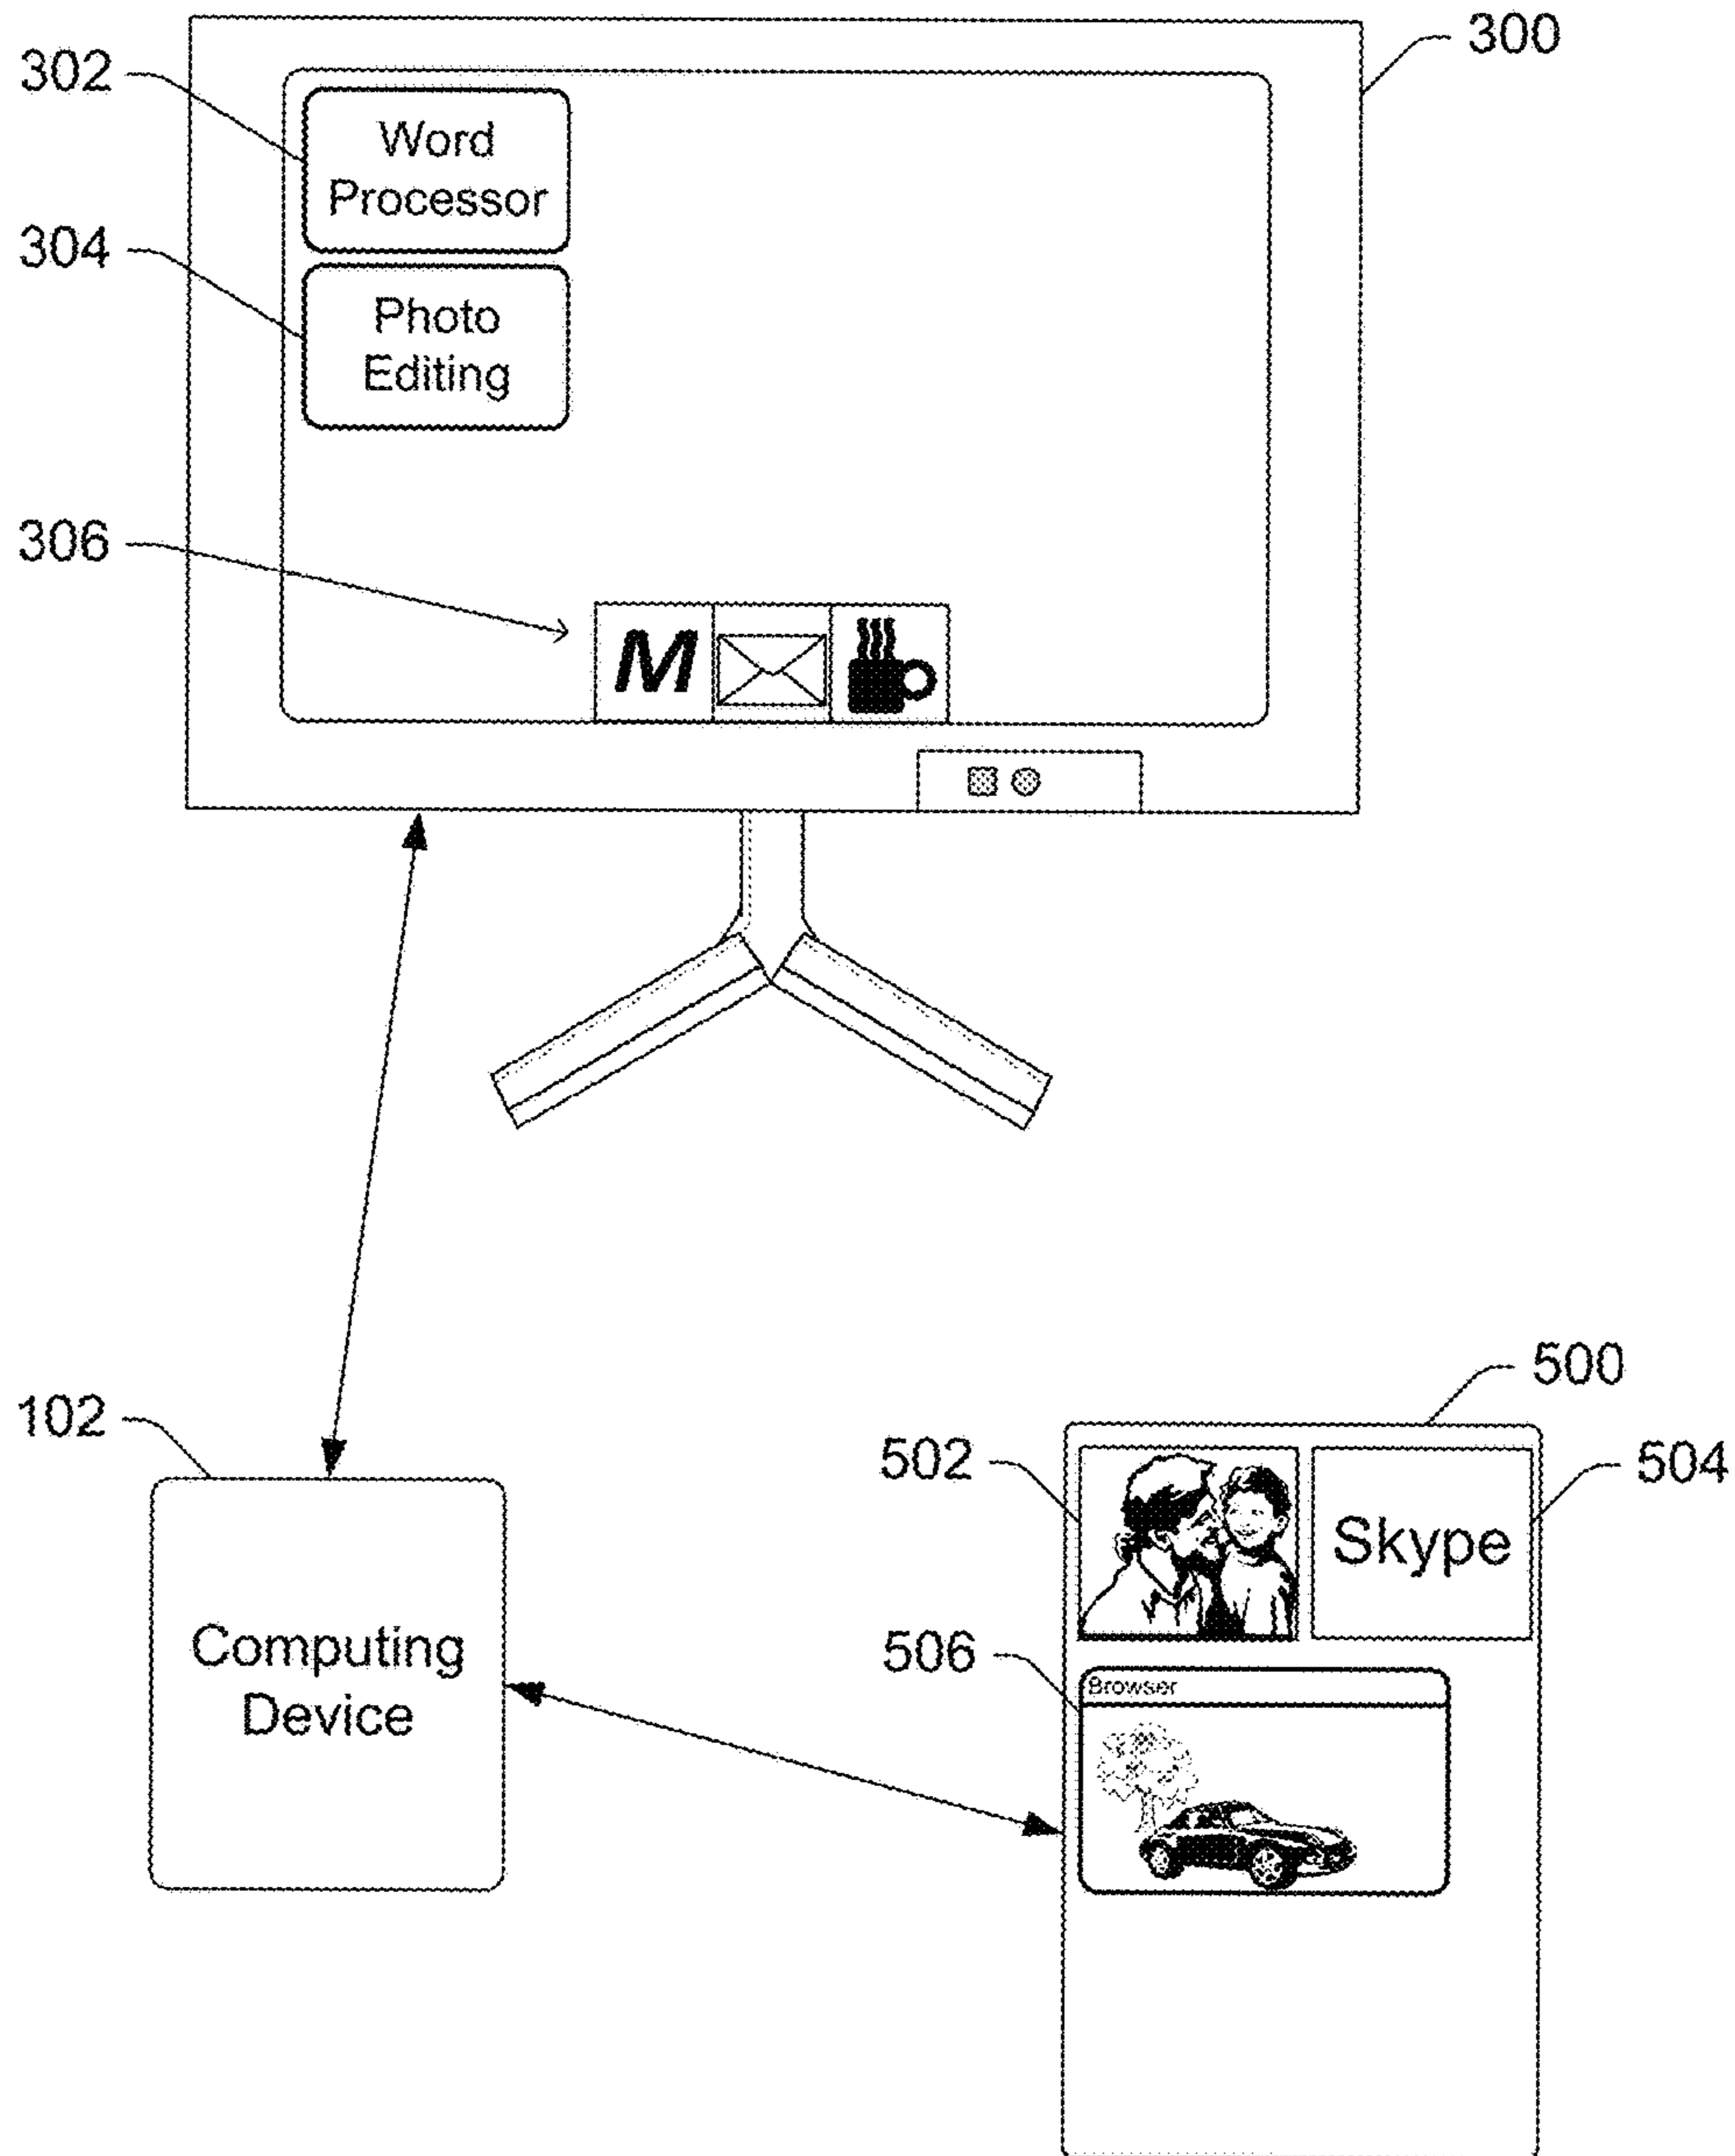 300
302
Word
Processor
304
Photo
Editing
306
M
500
102
502
504
Skype
Computing
Device
506
Browser